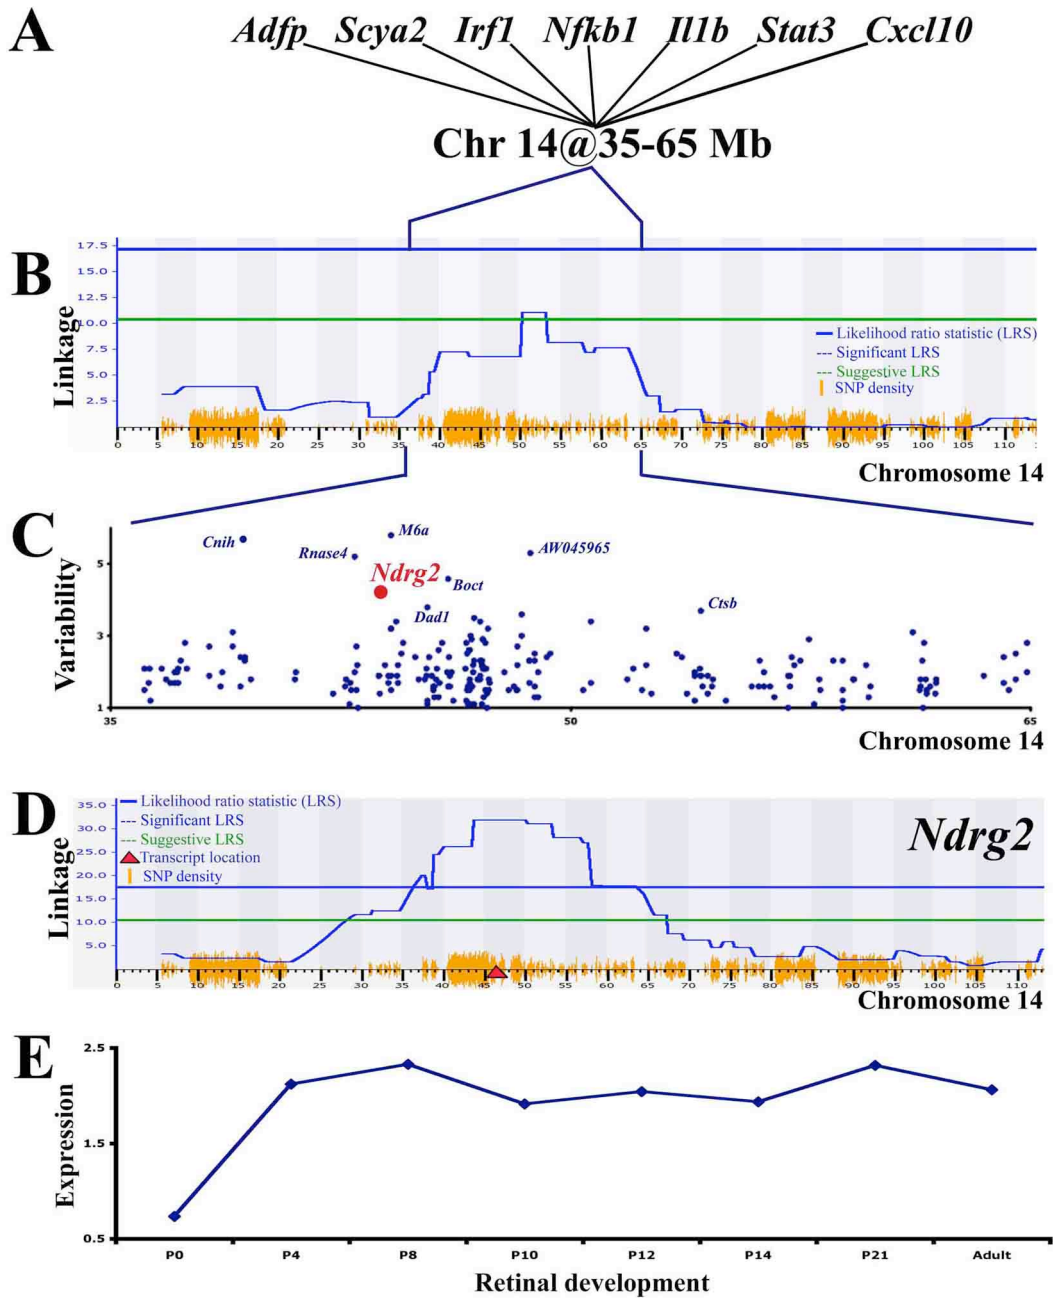 A
Adfp Scya2 Irf1 Nfkb1 Il1b Stat3 Cxcl10
Chr 14@35-65 Mb
B
Linkage
17.5
15.0
12.5
10.0
7.5
5.0
2.5
Likelihood ratio statistic (LRS)
Significant LRS
Suggestive LRS
SNP density
0 5 10 15 20 25 30 35 40 45 50 55 60 65 70 75 80 85 90 95 100 105 110
Chromosome 14
C
Variability
5
3
1
Cnih
Rnase4
M6a
Ndrg2
Boct
Dad1
AW045965
Ctsb
35 50 65
Chromosome 14
D
Linkage
35.0
30.0
25.0
20.0
15.0
10.0
5.0
Likelihood ratio statistic (LRS)
Significant LRS
Suggestive LRS
Transcript location
SNP density
Ndrg2
0 5 10 15 20 25 30 35 40 45 50 55 60 65 70 75 80 85 90 95 100 105 110
Chromosome 14
E
Expression
2.5
1.5
0.5
P0 P4 P8 P10 P12 P14 P21 Adult
Retinal development